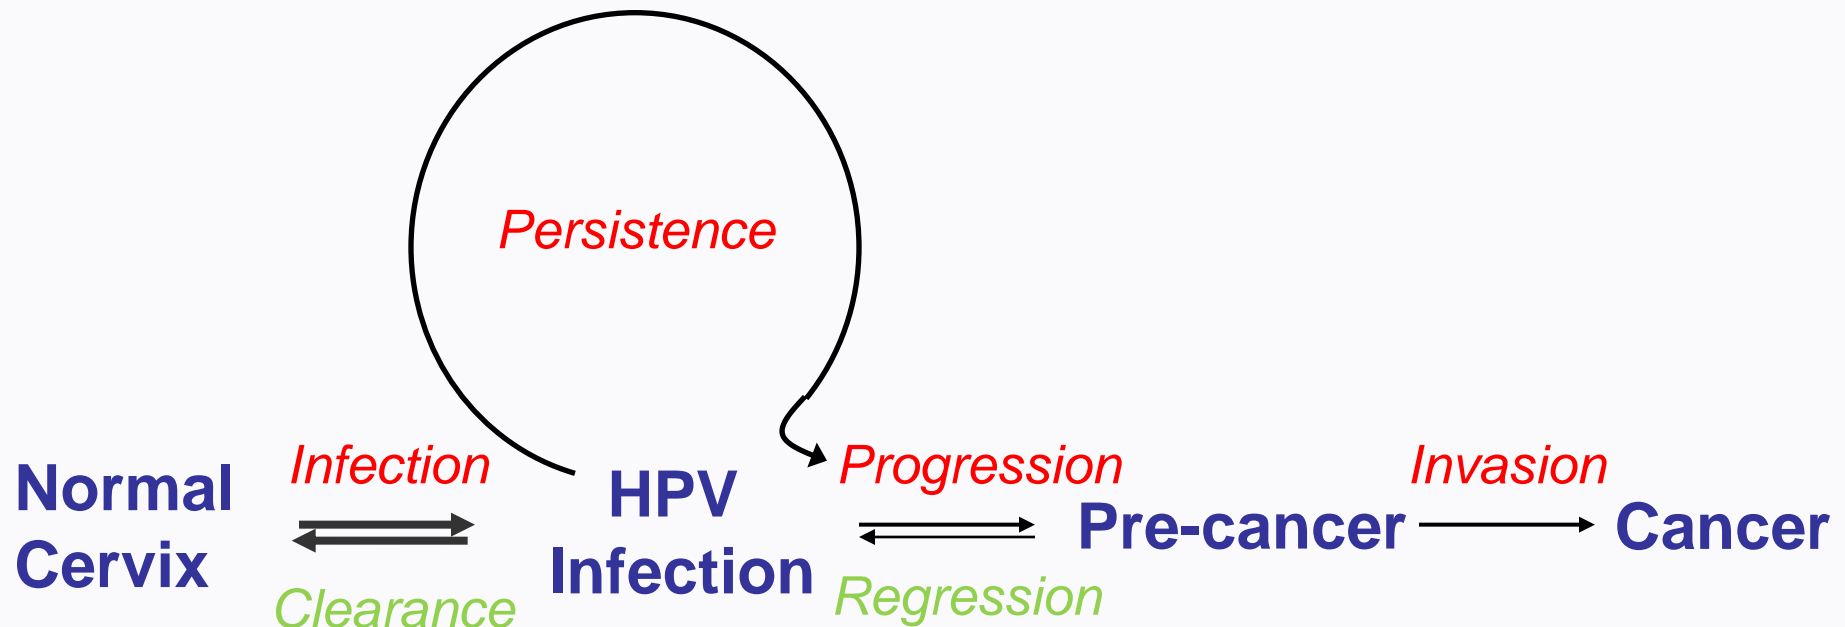 Persistence
Normal
Cervix
Infection
Clearance
HPV
Infection
Progression
Regression
Pre-cancer
Invasion
Cancer